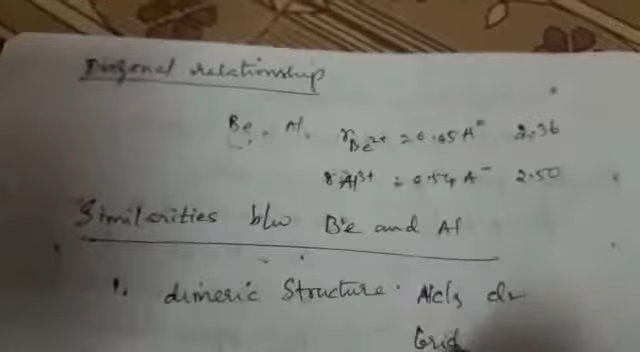 Diagonal relationship
Be, Al, rBe2+ = 0.45 A° 2.36
r Al3+ = 0.54 A° 2.50
Similarities b/w Be and Al
1. dimeric Structure. AlCl3